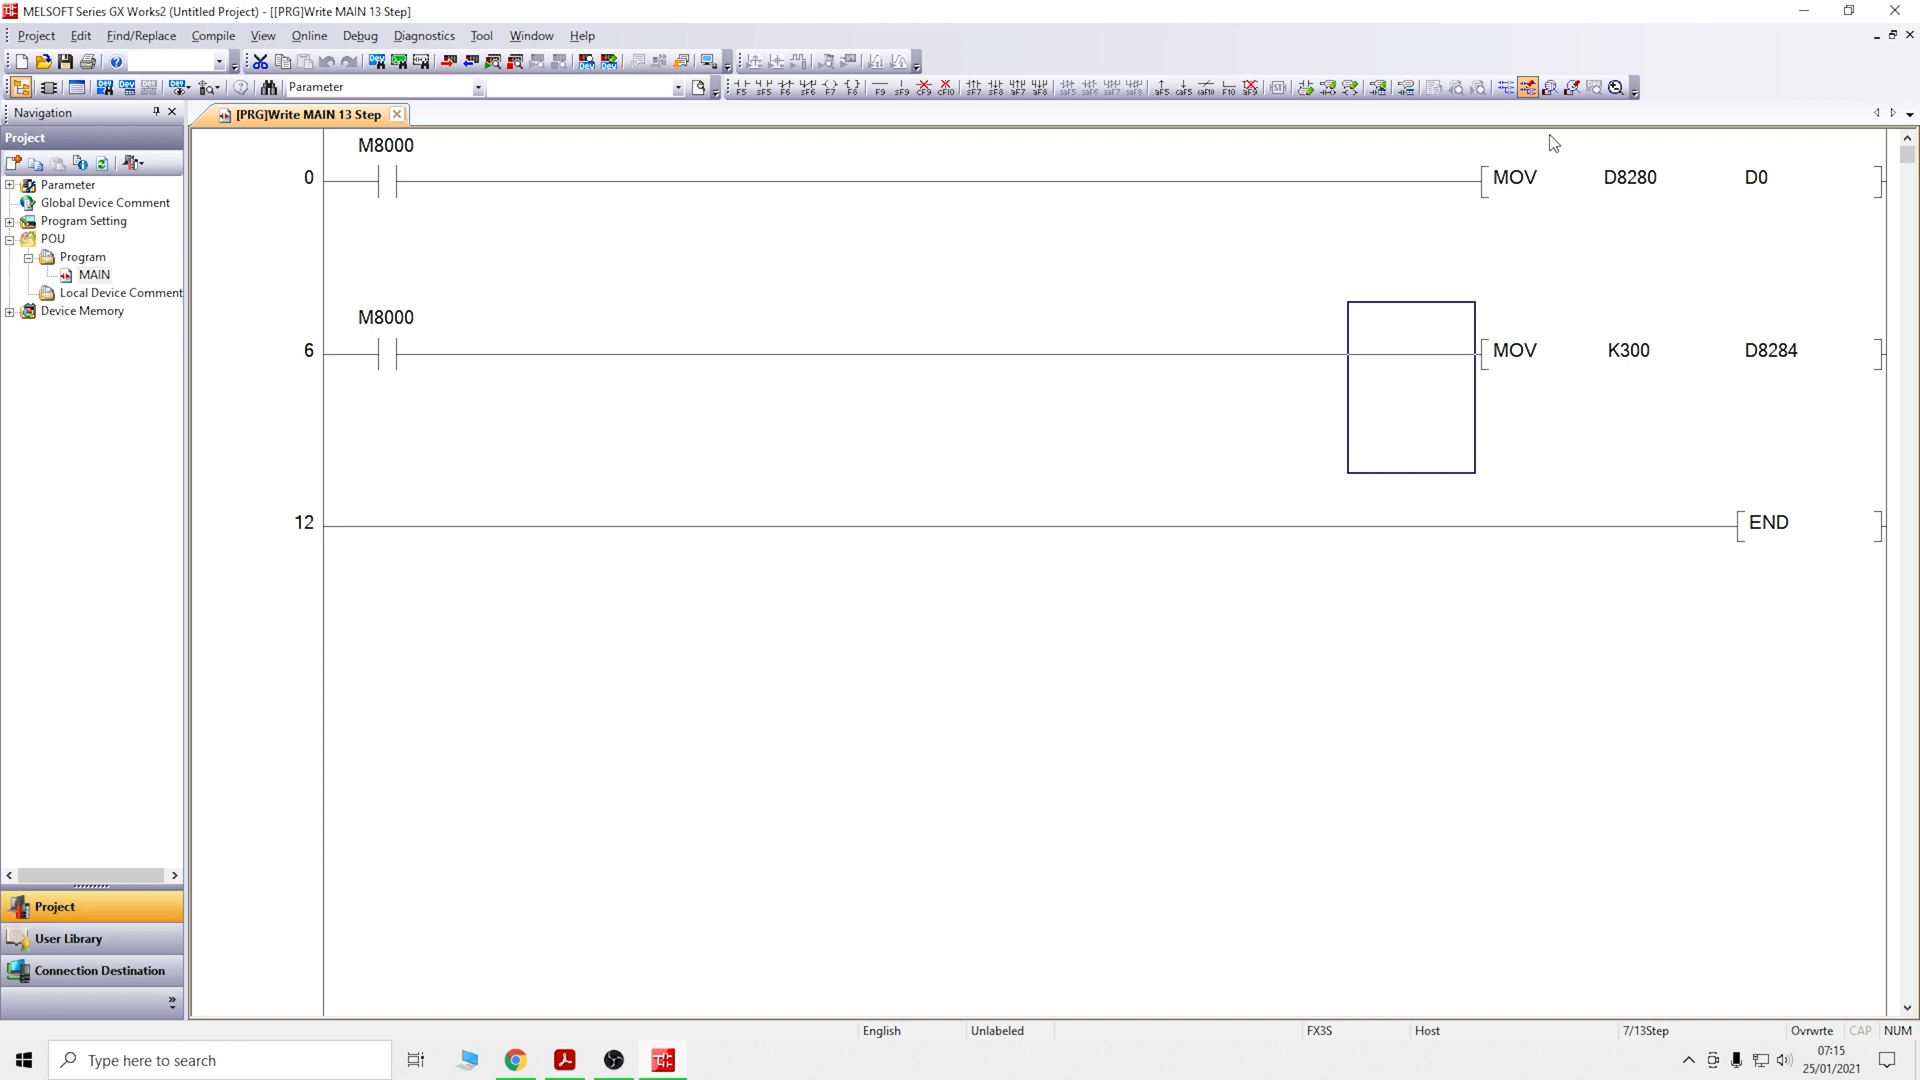 MELSOFT Series GX Works2 (Untitled Project) - [[PRG]Write MAIN 13 Step]
Project Edit Find/Replace Compile View Online Debug Diagnostics Tool Window Help
Parameter
Navigation
[PRG]Write MAIN 13 Step
Project
Parameter
Global Device Comment
Program Setting
POU
Program
MAIN
Local Device Comment
Device Memory
M8000
0 MOV D8280 D0
M8000
6 MOV K300 D8284
12 END
Project
User Library
Connection Destination
English Unlabeled FX3S Host 7/13Step Ovrwrte CAP NUM
Type here to search
07:15
25/01/2021